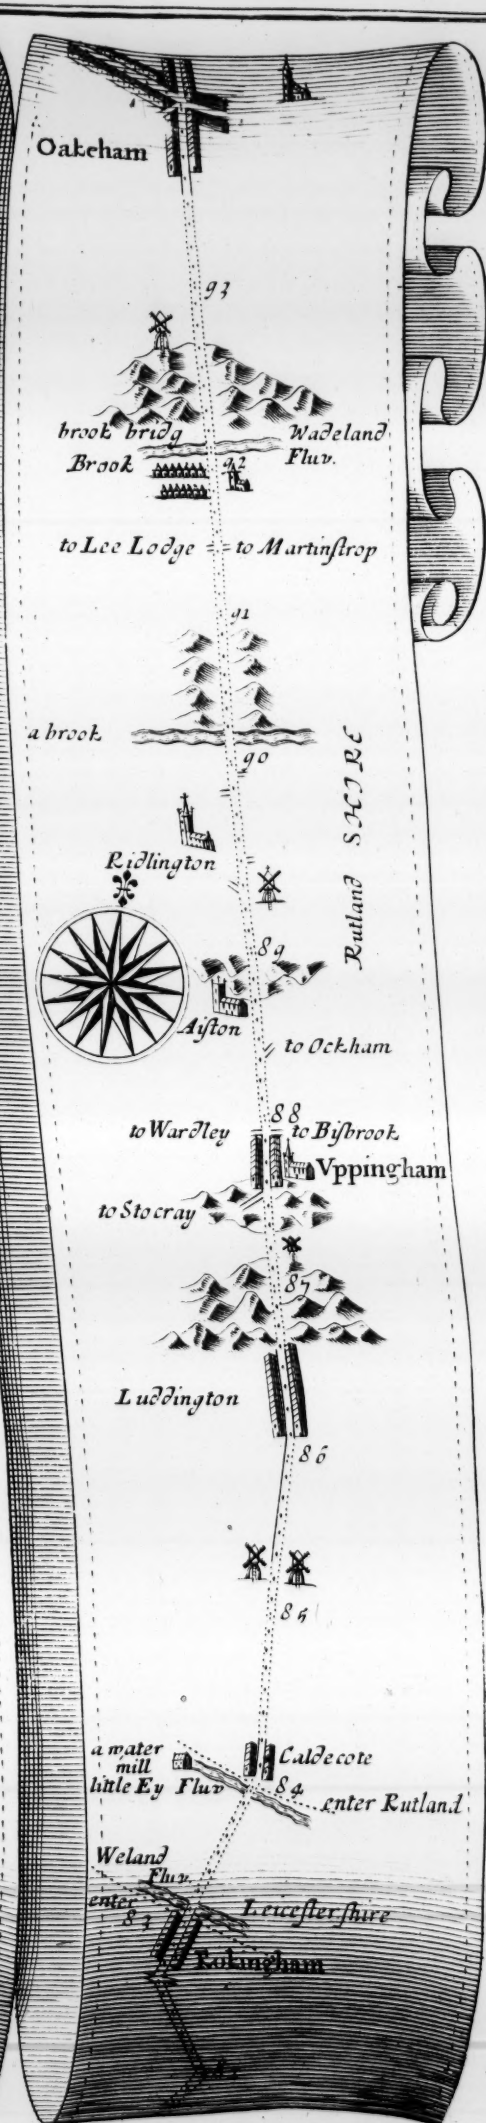 Oakeham
93
brook bridg
Wadeland
Fluv.
Brook
92
to Lee Lodge
to Martinſtrop
91
a brook
90
Rutland SHIRE
Ridlington
89
Aiſton
to Ockham
88
to Wardley
to Biſbrook
Vppingham
to Stocray
87
Luddington
86
85
a water
mill
Caldecote
little Ey Fluv
84
enter Rutland
Weland
Fluv.
enter
Leiceſterſhire
83
Rokingham
82